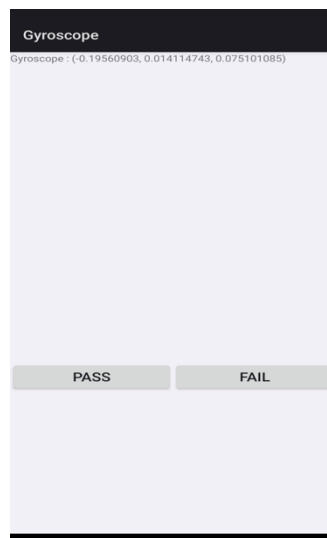 Gyroscope
Gyroscope : (-0.19560903, 0.014114743, 0.075101085)
PASS FAIL